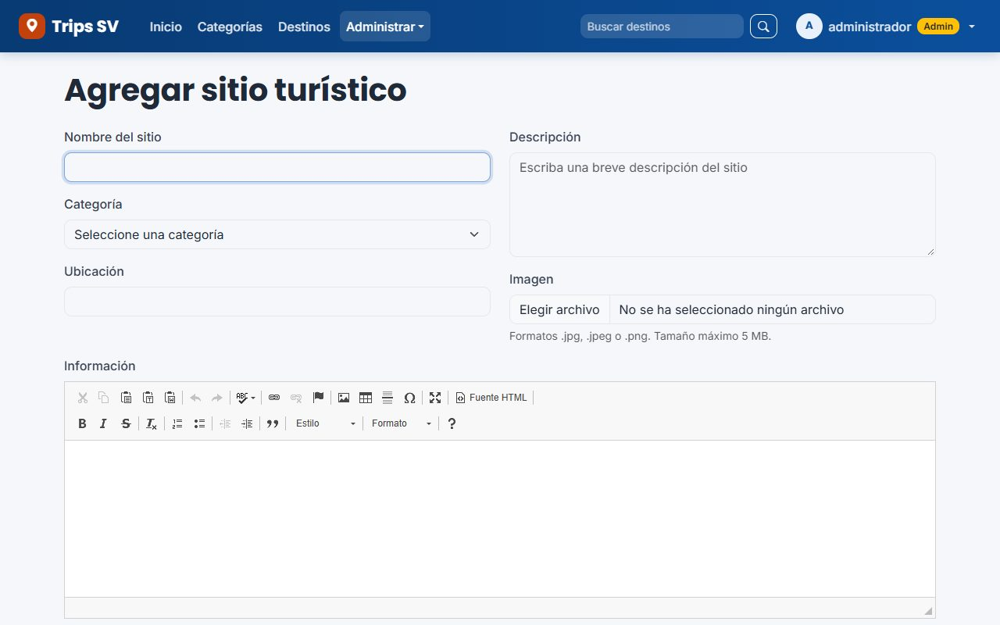 Trips SV
Inicio Categorías Destinos Administrar
Buscar destinos
A administrador Admin
Agregar sitio turístico
Nombre del sitio
Categoría
Seleccione una categoría
Ubicación
Descripción
Escriba una breve descripción del sitio
Imagen
Elegir archivo No se ha seleccionado ningún archivo
Formatos .jpg, .jpeg o .png. Tamaño máximo 5 MB.
Información
ABC Ω Fuente HTML
B I S Ix Estilo Formato ?